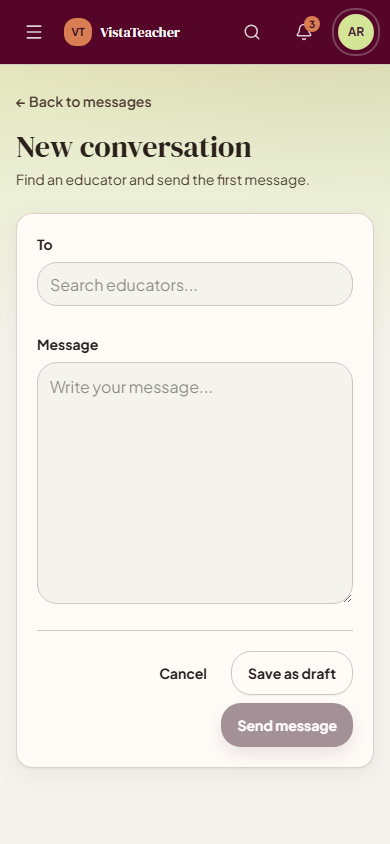 VT VistaTeacher 3 AR
← Back to messages
New conversation
Find an educator and send the first message.
To
Search educators...
Message
Write your message...
Cancel Save as draft
Send message